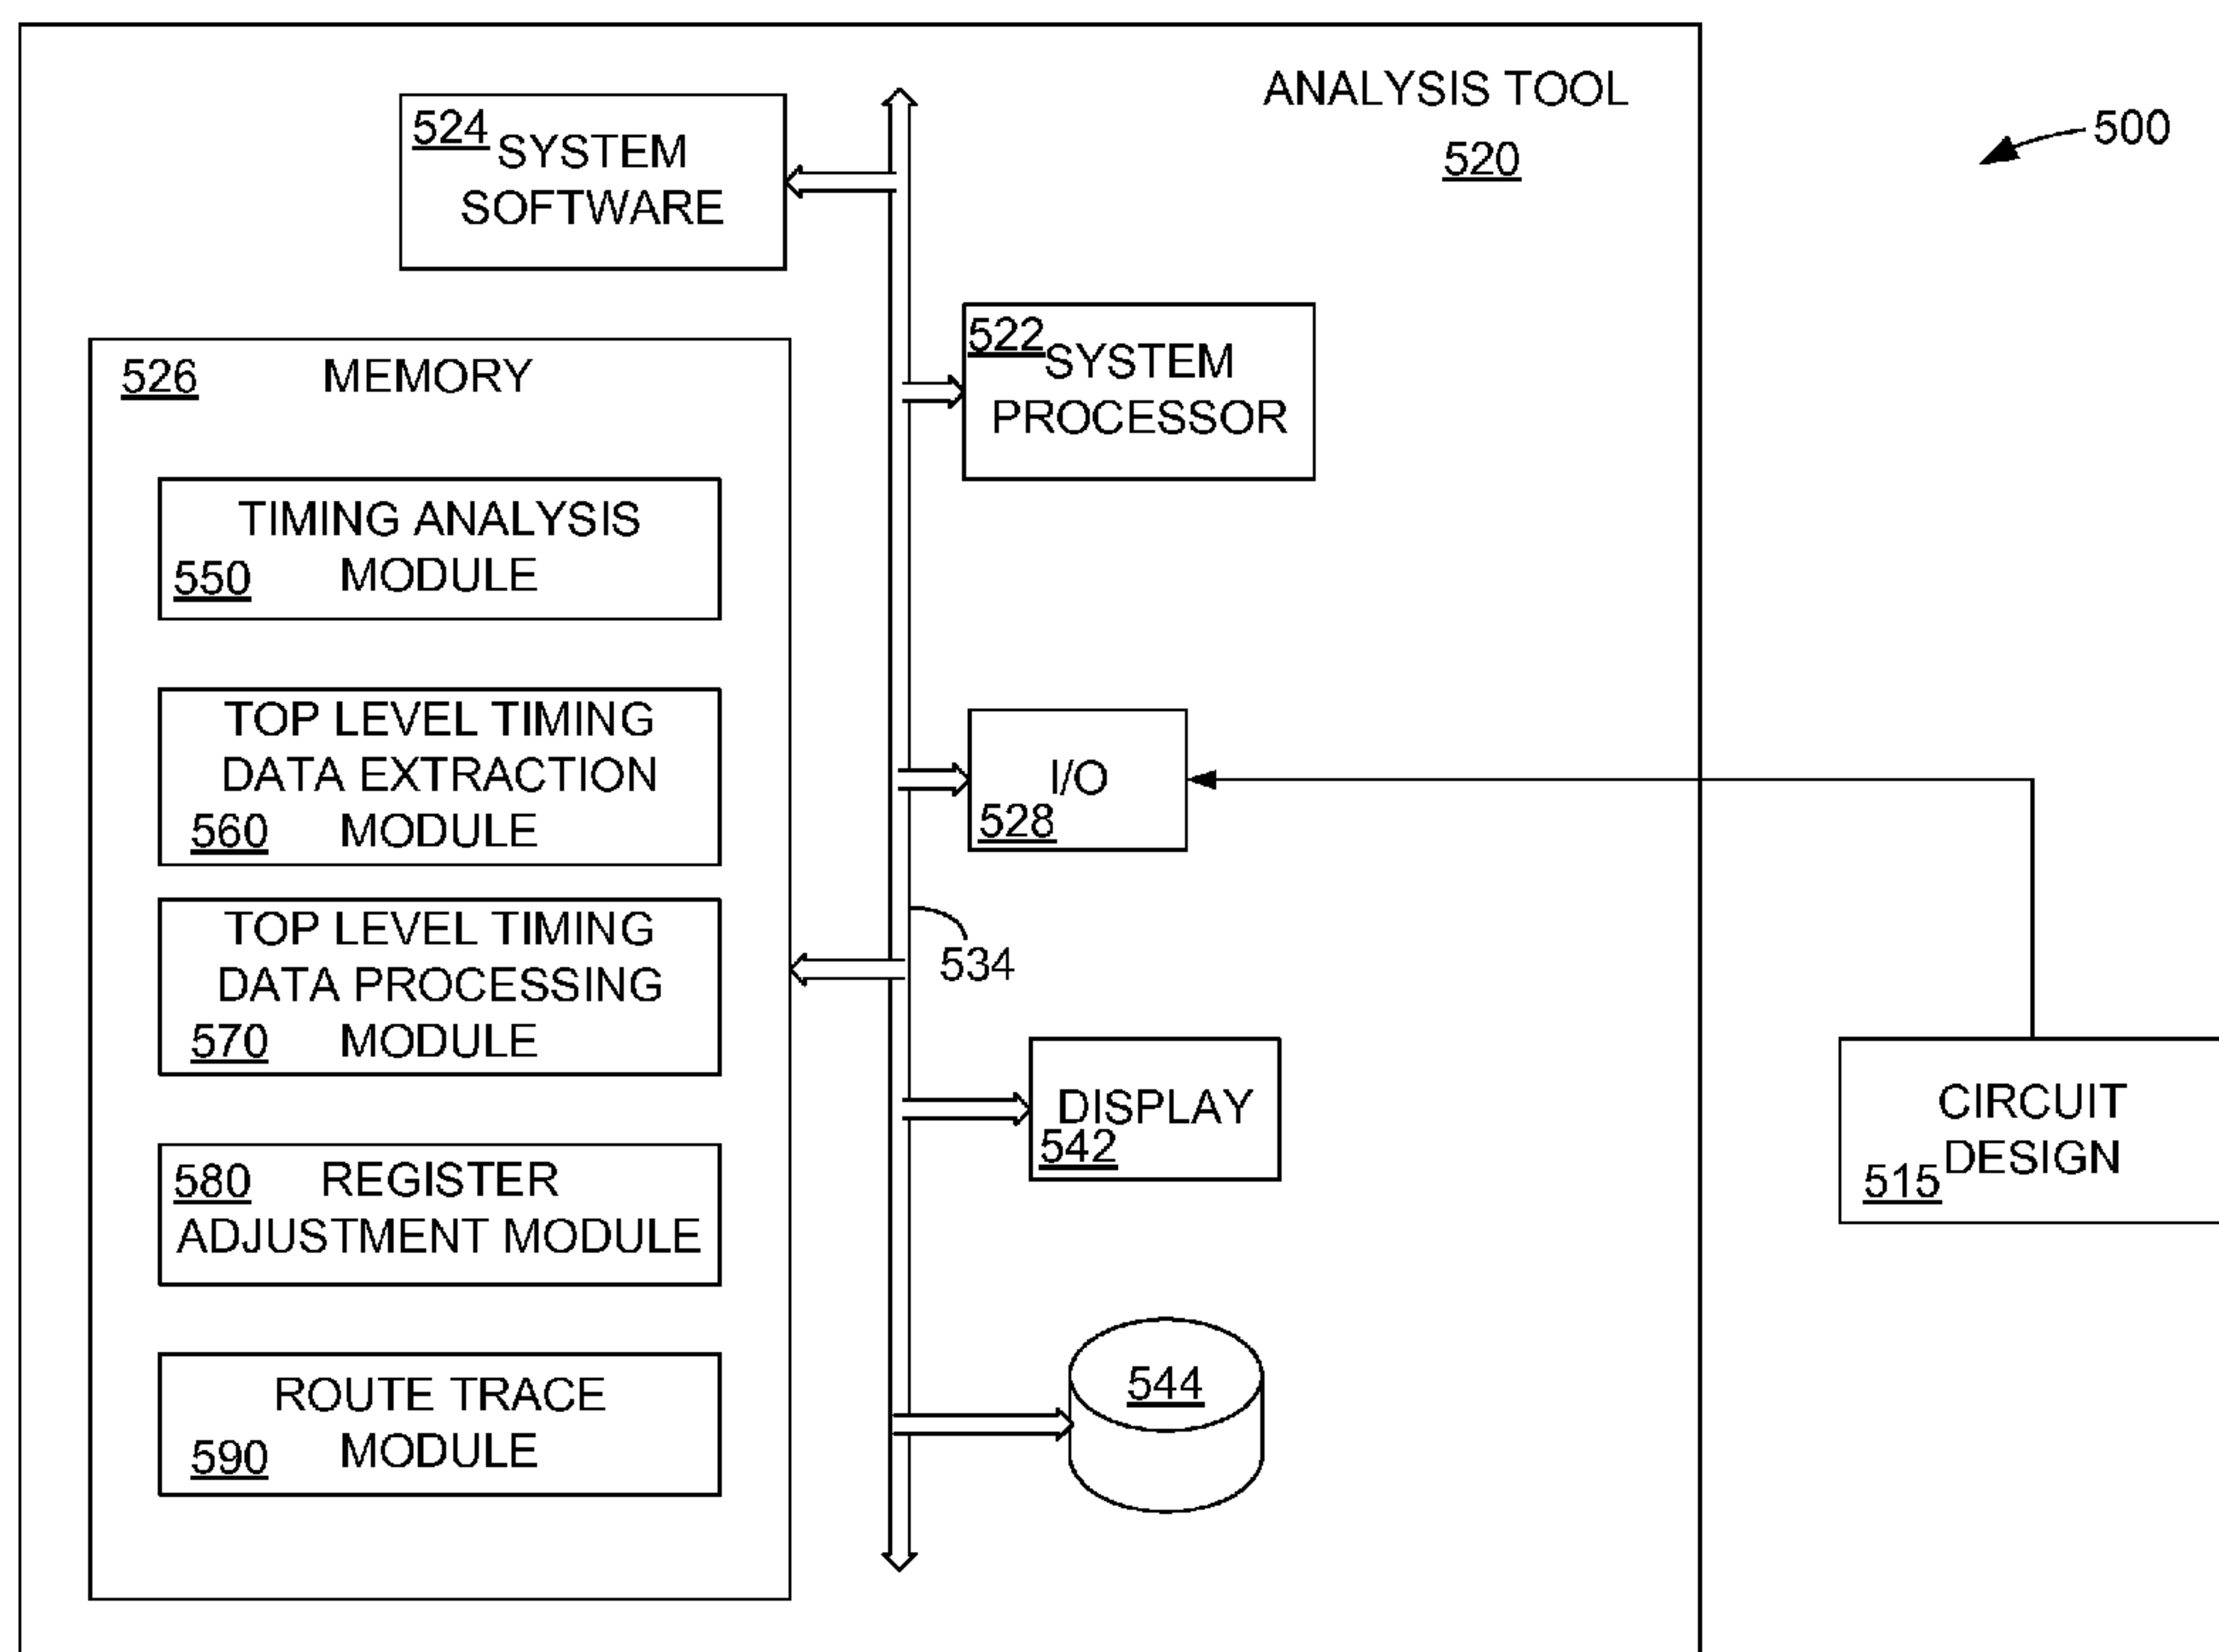 ANALYSIS TOOL
520
500
524
SYSTEM
SOFTWARE
522
SYSTEM
PROCESSOR
526 MEMORY
TIMING ANALYSIS
550 MODULE
TOP LEVEL TIMING
DATA EXTRACTION
560 MODULE
I/O
528
TOP LEVEL TIMING
DATA PROCESSING
570 MODULE
534
DISPLAY
542
CIRCUIT
DESIGN
515
580 REGISTER
ADJUSTMENT MODULE
544
ROUTE TRACE
590 MODULE